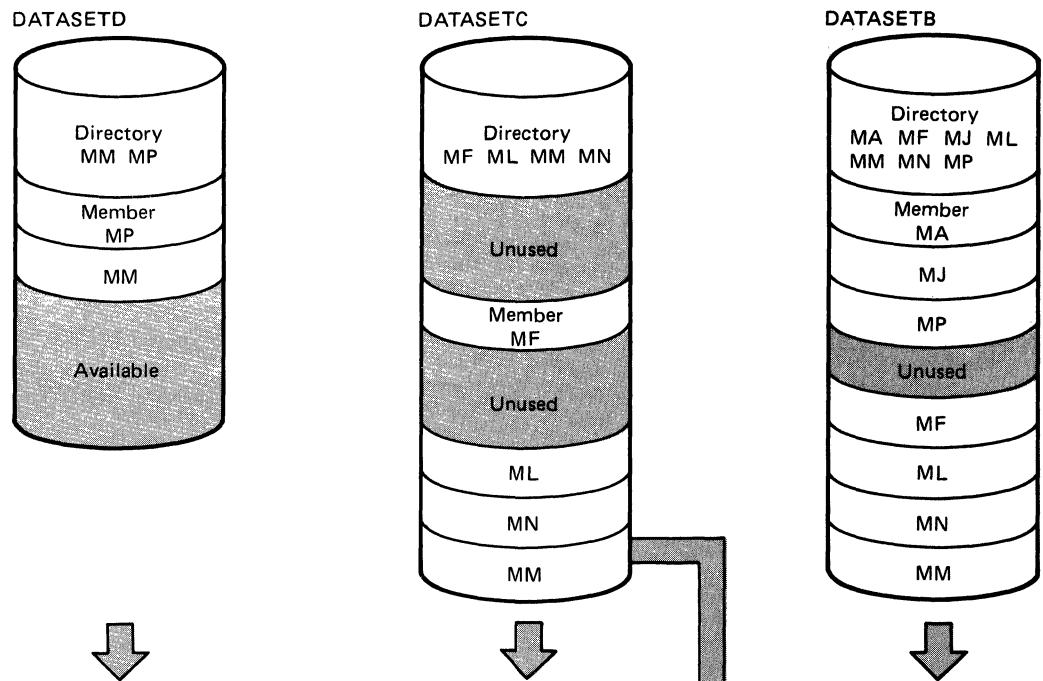 DATASETD
Directory
MM MP
Member
MP
MM
Available
DATASETC
Directory
MF ML MM MN
Unused
Member
MF
Unused
ML
MN
MM
DATASETB
Directory
MA MF MJ ML
MM MN MP
Member
MA
MJ
MP
Unused
MF
ML
MN
MM